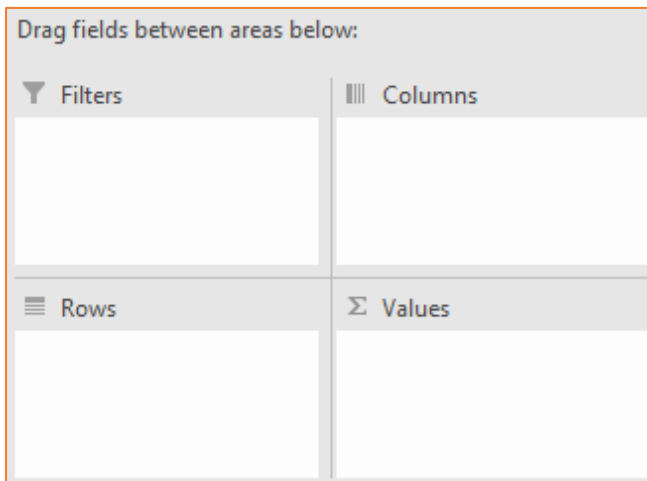 Drag fields between areas below:
Filters
Columns
Rows
Σ Values